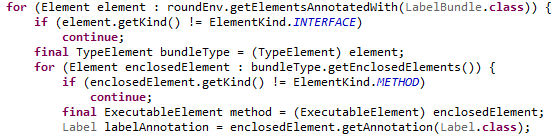 for (Element element : roundEnv.getElementsAnnotatedWith(LabelBundle.class)) {
    if (element.getKind() != ElementKind.INTERFACE)
        continue;
    final TypeElement bundleType = (TypeElement) element;
    for (Element enclosedElement : bundleType.getEnclosedElements()) {
        if (enclosedElement.getKind() != ElementKind.METHOD)
            continue;
        final ExecutableElement method = (ExecutableElement) enclosedElement;
        Label labelAnnotation = enclosedElement.getAnnotation(Label.class);